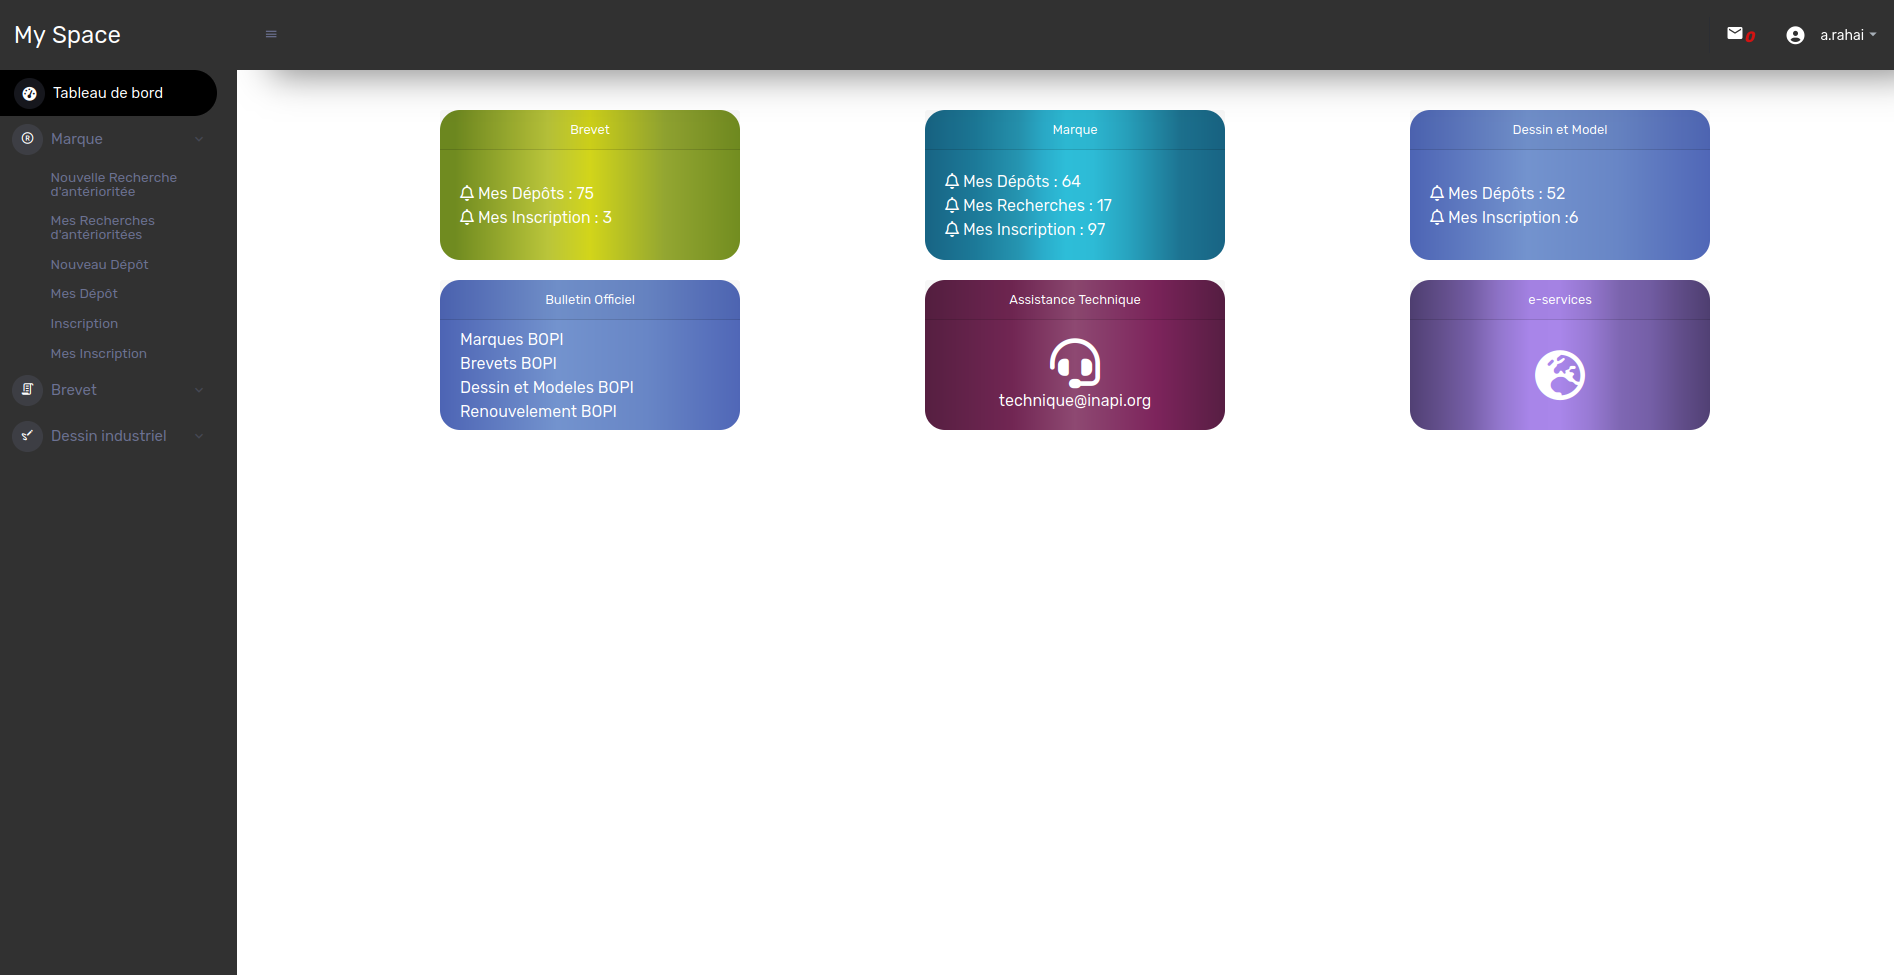 My Space
0
a.rahai
Tableau de bord
Marque
Nouvelle Recherche
d'antérioritée
Mes Recherches
d'antérioritées
Nouveau Dépôt
Mes Dépôt
Inscription
Mes Inscription
Brevet
Dessin industriel
Brevet
Mes Dépôts : 75
Mes Inscription : 3
Marque
Mes Dépôts : 64
Mes Recherches : 17
Mes Inscription : 97
Dessin et Model
Mes Dépôts : 52
Mes Inscription :6
Bulletin Officiel
Marques BOPI
Brevets BOPI
Dessin et Modeles BOPI
Renouvelement BOPI
Assistance Technique
technique@inapi.org
e-services